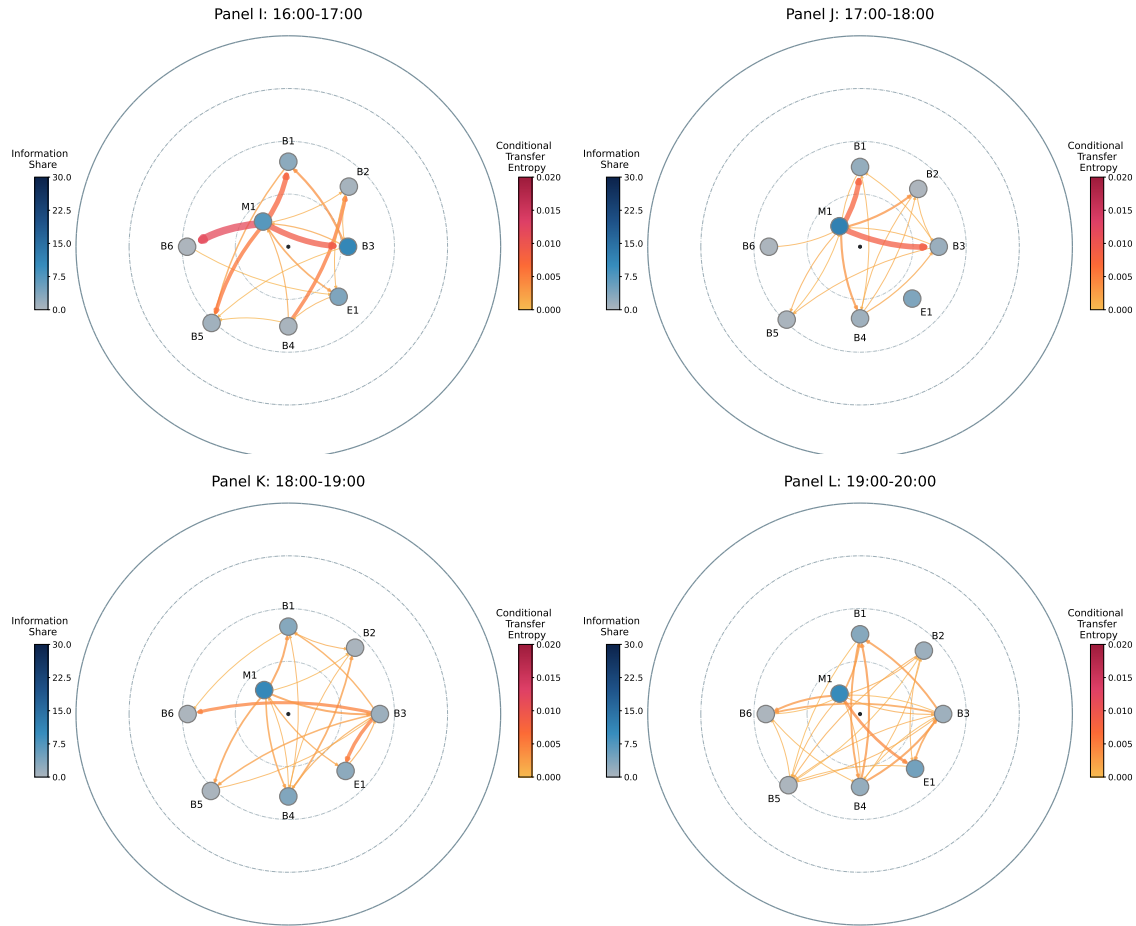 Panel I: 16:00-17:00
Information
Share
30.0
22.5
15.0
7.5
0.0
B1
B2
M1
B6
B3
E1
B5
B4
Conditional
Transfer
Entropy
0.020
0.015
0.010
0.005
0.000
Panel J: 17:00-18:00
Information
Share
30.0
22.5
15.0
7.5
0.0
B1
B2
M1
B6
B3
E1
B5
B4
Conditional
Transfer
Entropy
0.020
0.015
0.010
0.005
0.000
Panel K: 18:00-19:00
Information
Share
30.0
22.5
15.0
7.5
0.0
B1
B2
M1
B6
B3
E1
B5
B4
Conditional
Transfer
Entropy
0.020
0.015
0.010
0.005
0.000
Panel L: 19:00-20:00
Information
Share
30.0
22.5
15.0
7.5
0.0
B1
B2
M1
B6
B3
E1
B5
B4
Conditional
Transfer
Entropy
0.020
0.015
0.010
0.005
0.000